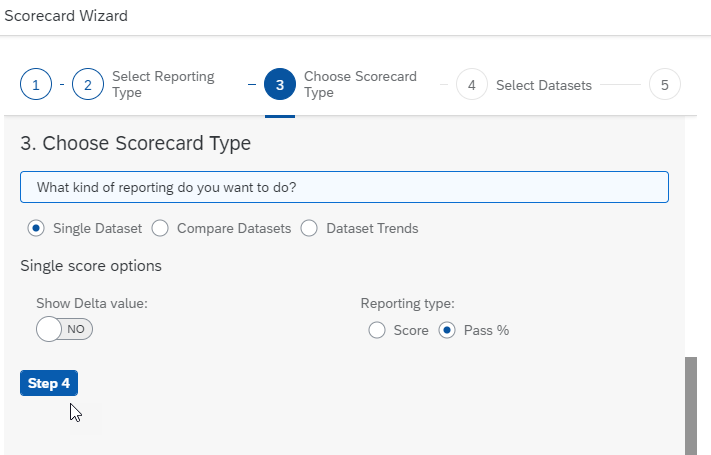 Scorecard Wizard
1 - 2 Select Reporting Type - 3 Choose Scorecard Type - 4 Select Datasets 5
3. Choose Scorecard Type
What kind of reporting do you want to do?
Single Dataset Compare Datasets Dataset Trends
Single score options
Show Delta value: Reporting type:
NO Score Pass %
Step 4